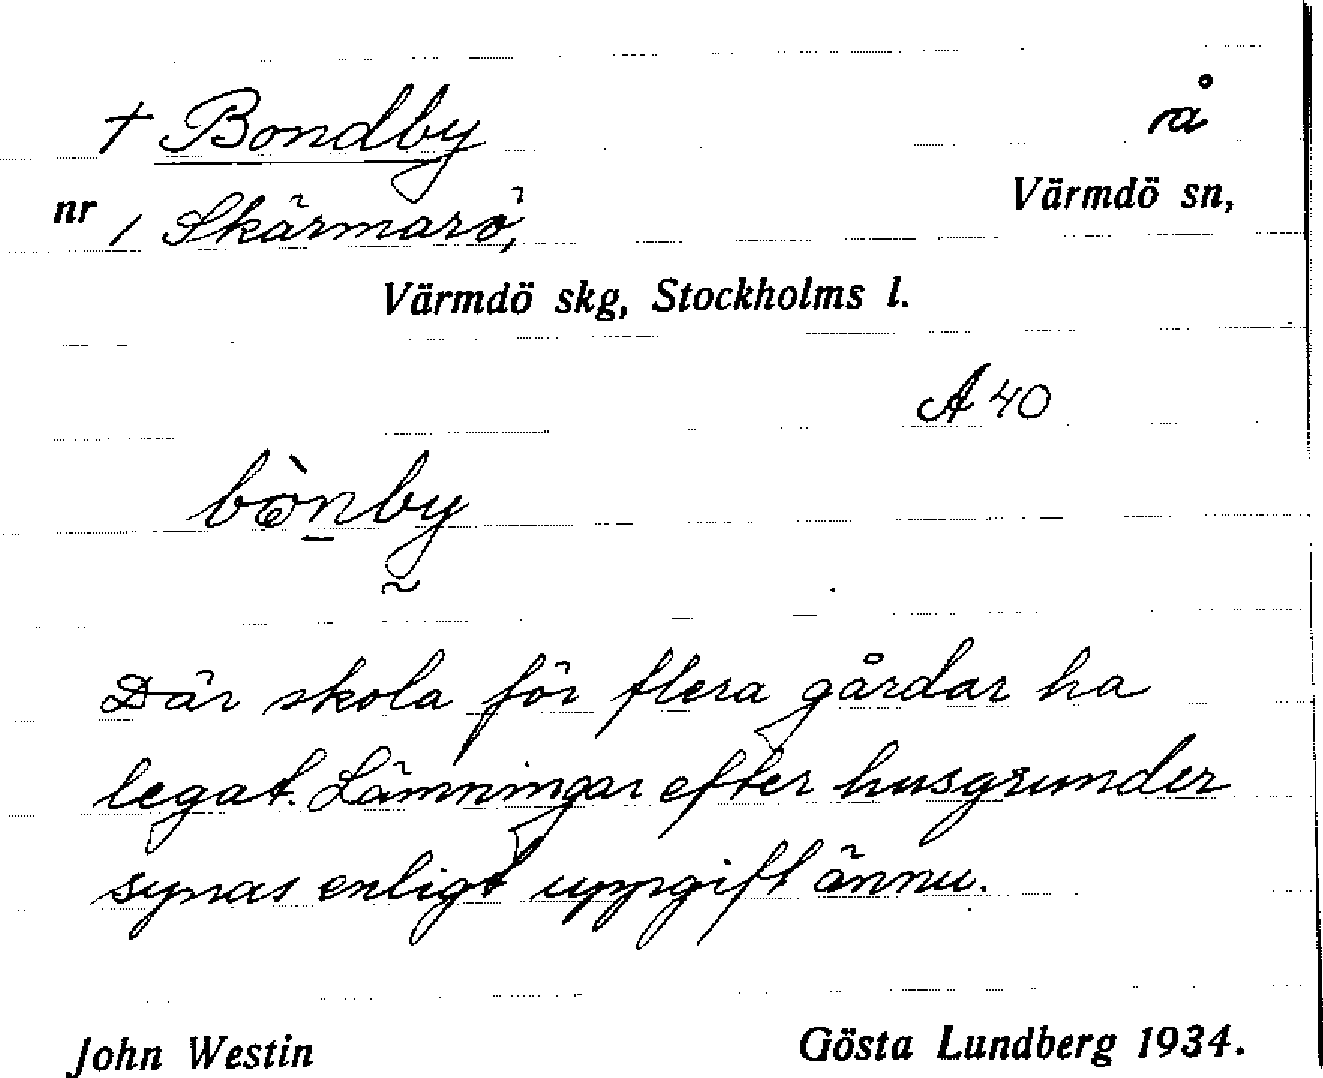 † Bondby å
nr 1 Skärmarö, Värmdö sn,
Värmdö skg, Stockholms l.
A 40
bònby
Där skola för flera gårdar ha
legat. Lämningar efter husgrunder
synas enligt uppgift ännu.
John Westin Gösta Lundberg 1934.